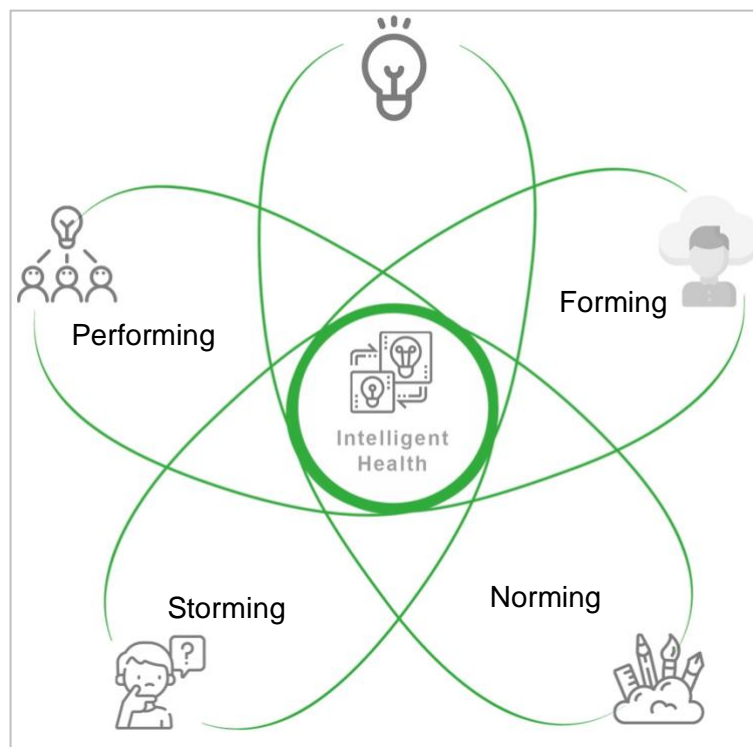 Forming
Performing
?
Intelligent
Health
Storming
Norming